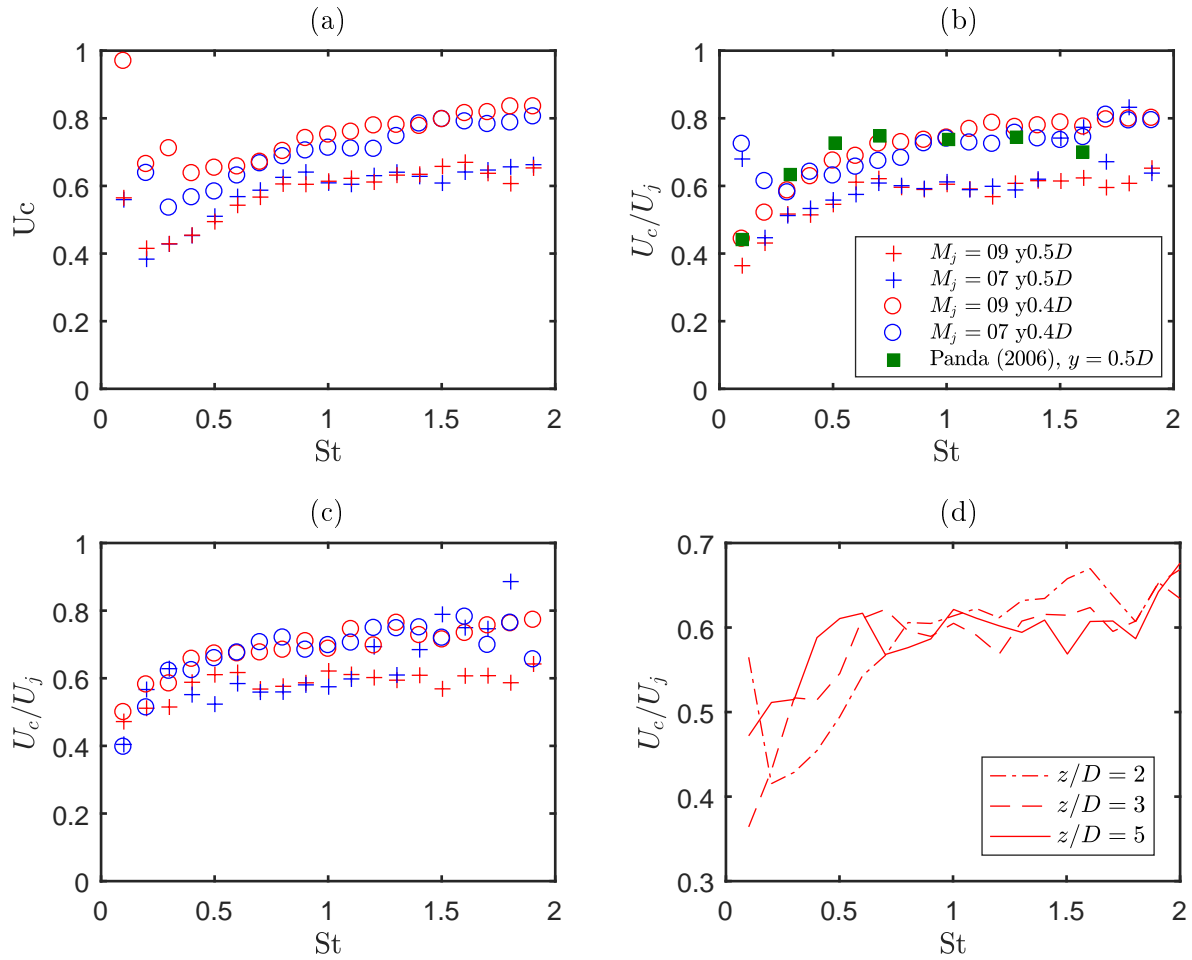 (a)
1
0.8
0.6
0.4
0.2
0
0 0.5 1 1.5 2
Uc
St
(b)
1
0.8
0.6
0.4
0.2
0
0 0.5 1 1.5 2
U_c/U_j
St
M_j = 09 y0.5D
M_j = 07 y0.5D
M_j = 09 y0.4D
M_j = 07 y0.4D
Panda (2006), y = 0.5D
(c)
1
0.8
0.6
0.4
0.2
0
0 0.5 1 1.5 2
U_c/U_j
St
(d)
0.7
0.6
0.5
0.4
0.3
0 0.5 1 1.5 2
U_c/U_j
St
z/D = 2
z/D = 3
z/D = 5